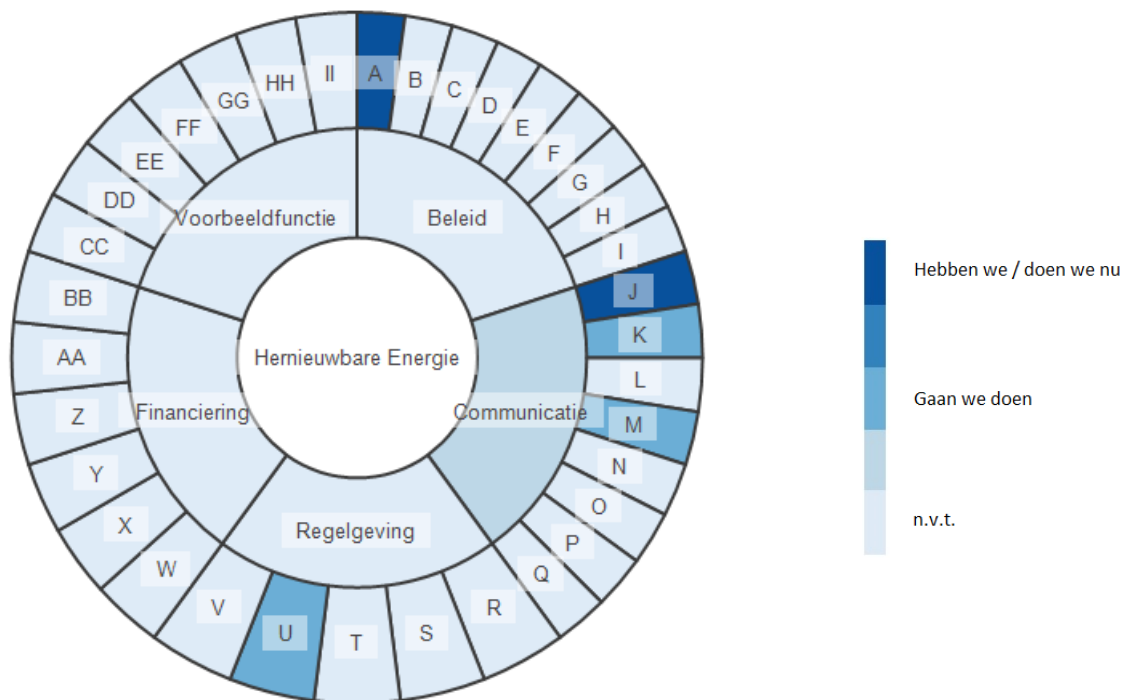 A
B
C
D
E
F
G
H
I
J
K
L
M
N
O
P
Q
R
S
T
U
V
W
X
Y
Z
AA
BB
CC
DD
EE
FF
GG
HH
II
Voorbeeldfunctie
Beleid
Hernieuwbare Energie
Financiering
Communicatie
Regelgeving
Hebben we / doen we nu
Gaan we doen
n.v.t.